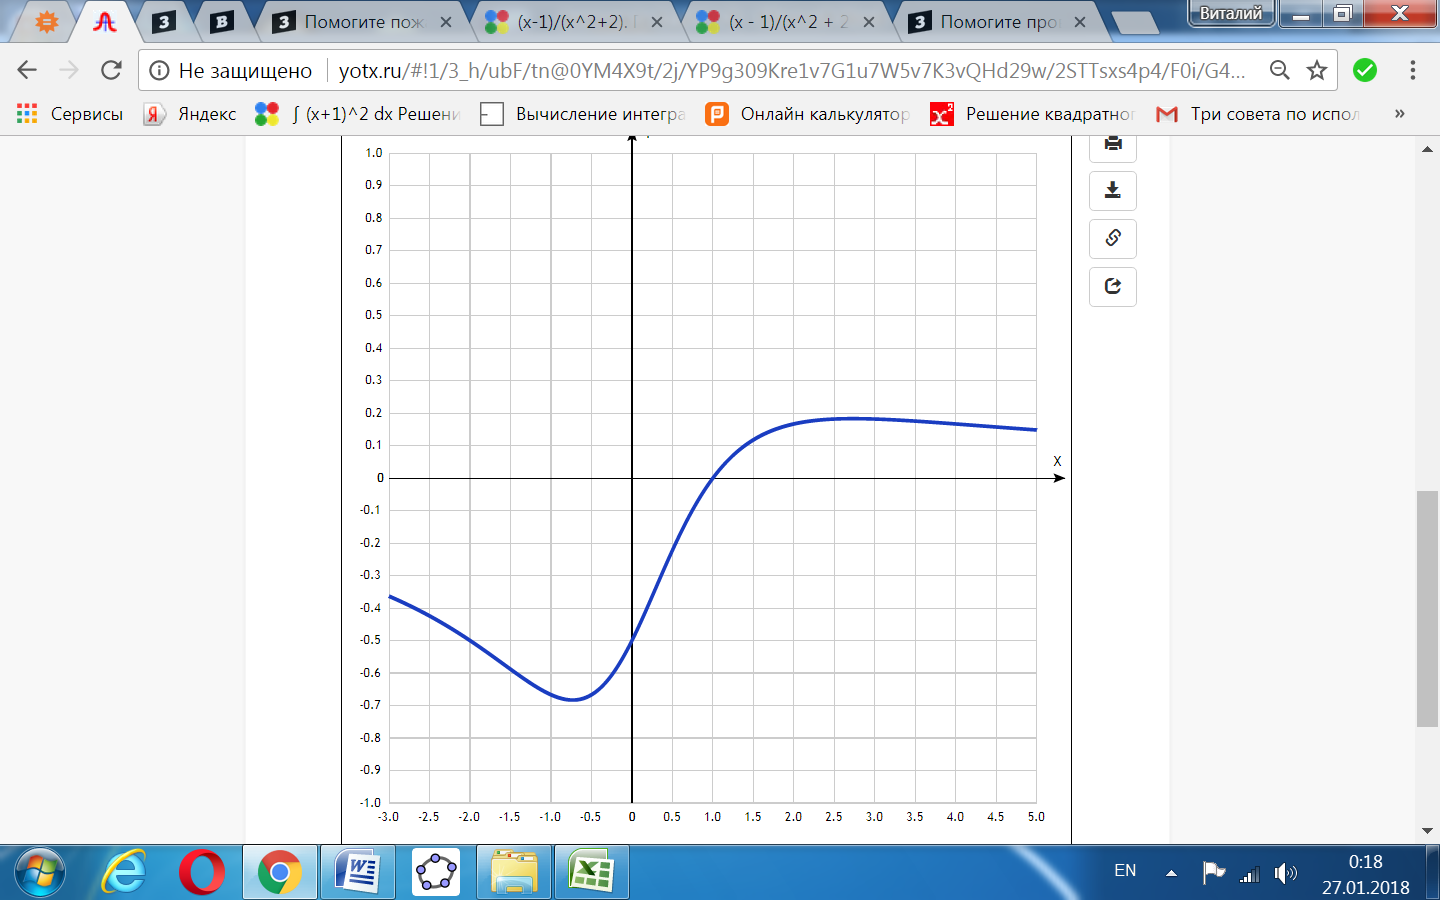 Помогите пож
(x-1)/(x^2+2). 
(x - 1)/(x^2 + 2
Помогите про
Виталий
Не защищено
yotx.ru/#!1/3_h/ubF/tn@0YM4X9t/2j/YP9g309Kre1v7G1u7W5v7K3vQHd29w/2STTsxs4p4/F0i/G4...
Сервисы
Яндекс
∫ (x+1)^2 dx Решени
Вычисление интегра
Онлайн калькулятор
Решение квадратног
Три совета по испол
»
1.0
0.9
0.8
0.7
0.6
0.5
0.4
0.3
0.2
0.1
0
-0.1
-0.2
-0.3
-0.4
-0.5
-0.6
-0.7
-0.8
-0.9
-1.0
X
-3.0 -2.5 -2.0 -1.5 -1.0 -0.5 0 0.5 1.0 1.5 2.0 2.5 3.0 3.5 4.0 4.5 5.0
EN
0:18
27.01.2018